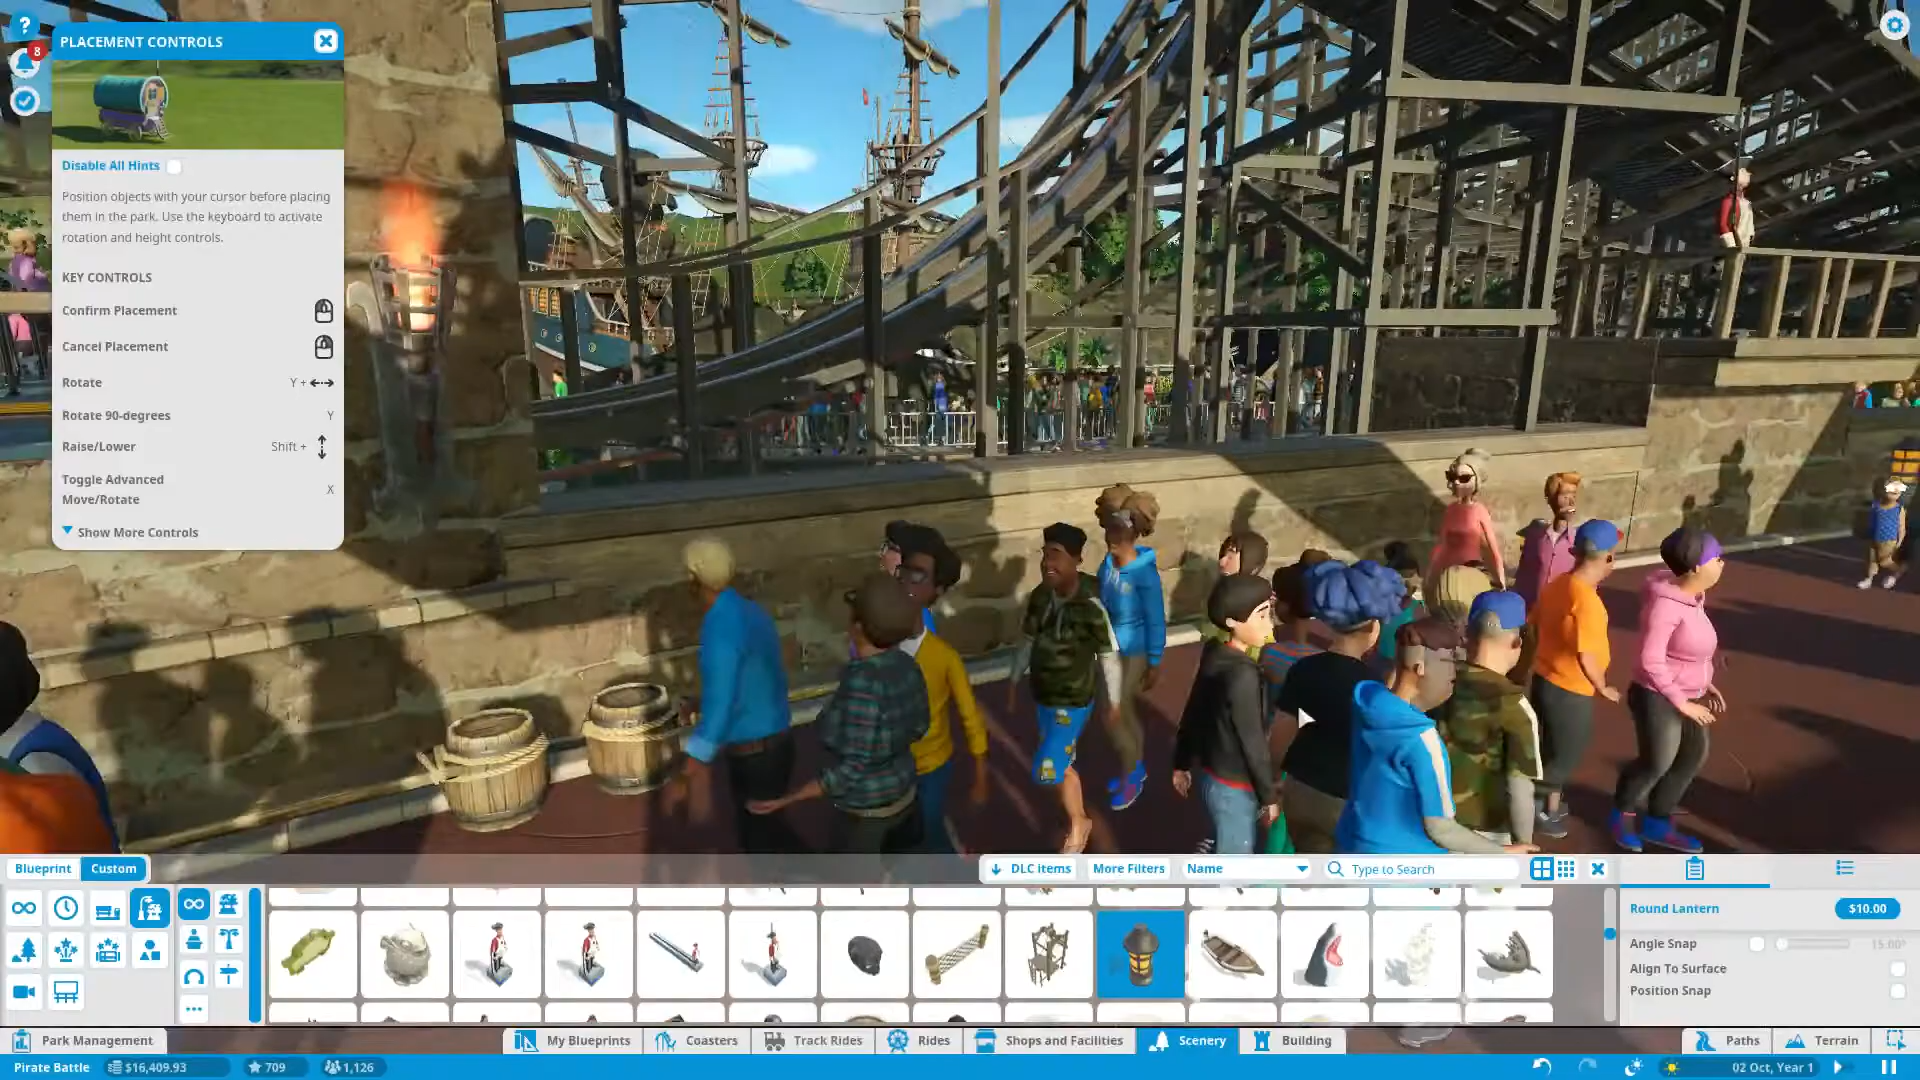 ?
8
PLACEMENT CONTROLS
Disable All Hints
Position objects with your cursor before placing
them in the park. Use the keyboard to activate
rotation and height controls.
KEY CONTROLS
Confirm Placement
Cancel Placement
Rotate Y +
Rotate 90-degrees Y
Raise/Lower Shift +
Toggle Advanced
Move/Rotate X
Show More Controls
Blueprint Custom
DLC items More Filters Name Type to Search
Round Lantern $10.00
Angle Snap 15.00°
Align To Surface
Position Snap
Park Management My Blueprints Coasters Track Rides Rides Shops and Facilities Scenery Building Paths Terrain
Pirate Battle $16,409.93 709 1,126 02 Oct, Year 1